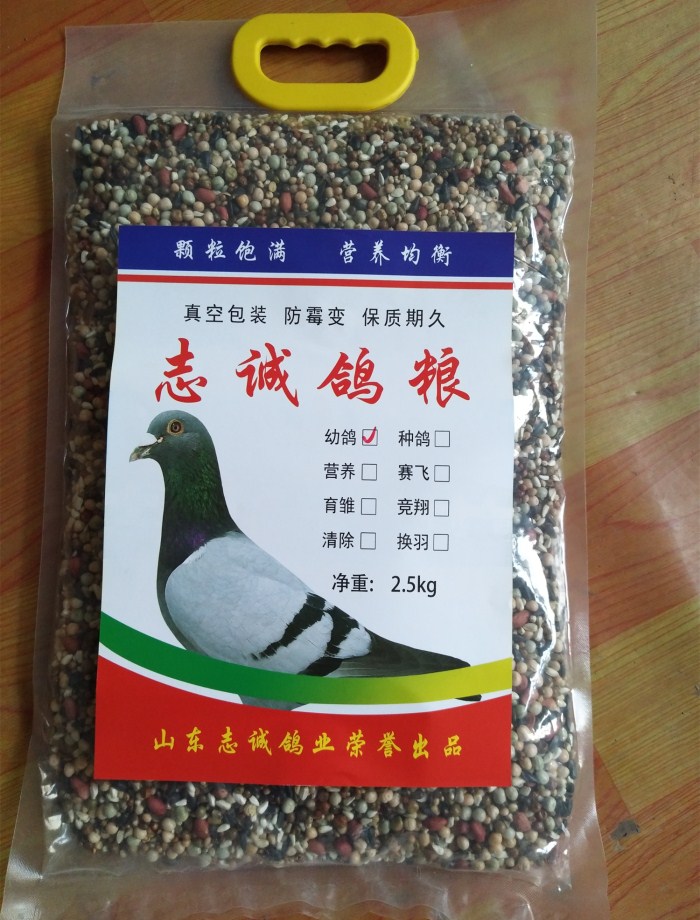 颗粒饱满 营养均衡
真空包装 防霉变 保质期久
志诚鸽粮
幼鸽☑ 种鸽□
营养□ 赛飞□
育雏□ 竞翔□
清除□ 换羽□
净重: 2.5kg
山东志诚鸽业荣誉出品